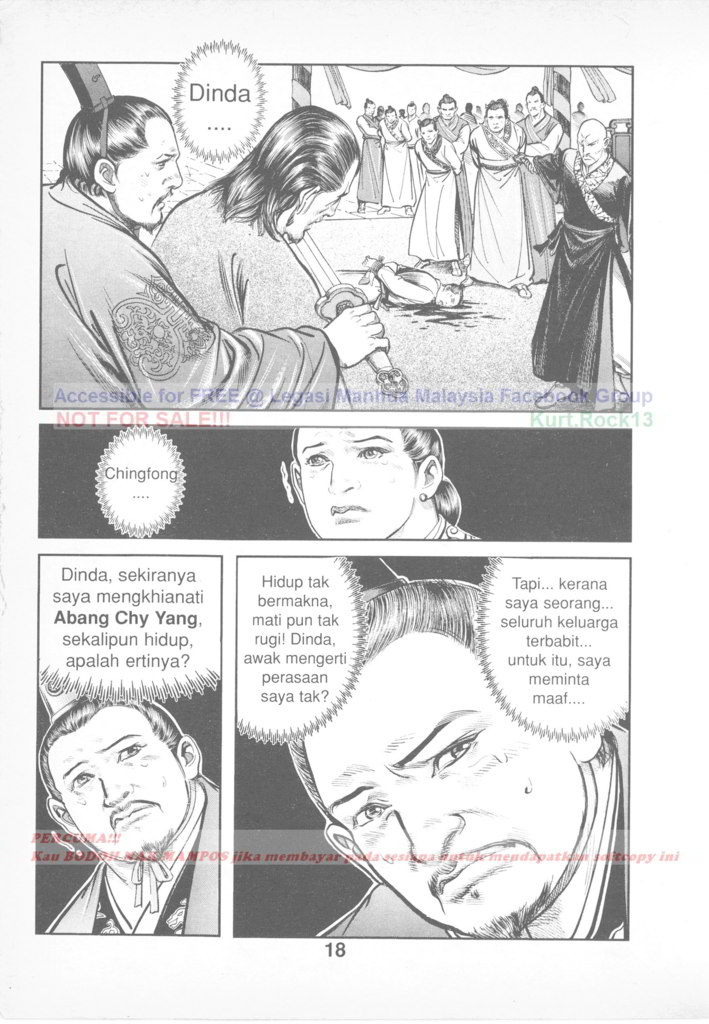 Dinda
....
Accessible for FREE @ Legasi Manhua Malaysia Facebook Group
NOT FOR SALE!!!
Kurt.Rock13
Chingfong
....
Dinda, sekiranya
saya mengkhianati
Abang Chy Yang,
sekalipun hidup,
apalah ertinya?
Hidup tak
bermakna,
mati pun tak
rugi! Dinda,
awak mengerti
perasaan
saya tak?
Tapi... kerana
saya seorang...
seluruh keluarga
terbabit...
untuk itu, saya
meminta
maaf....
PERCUMA!!!
Kau BODOH NAK MAMPOS jika membayar pada sesiapa untuk mendapatkan softcopy ini
18